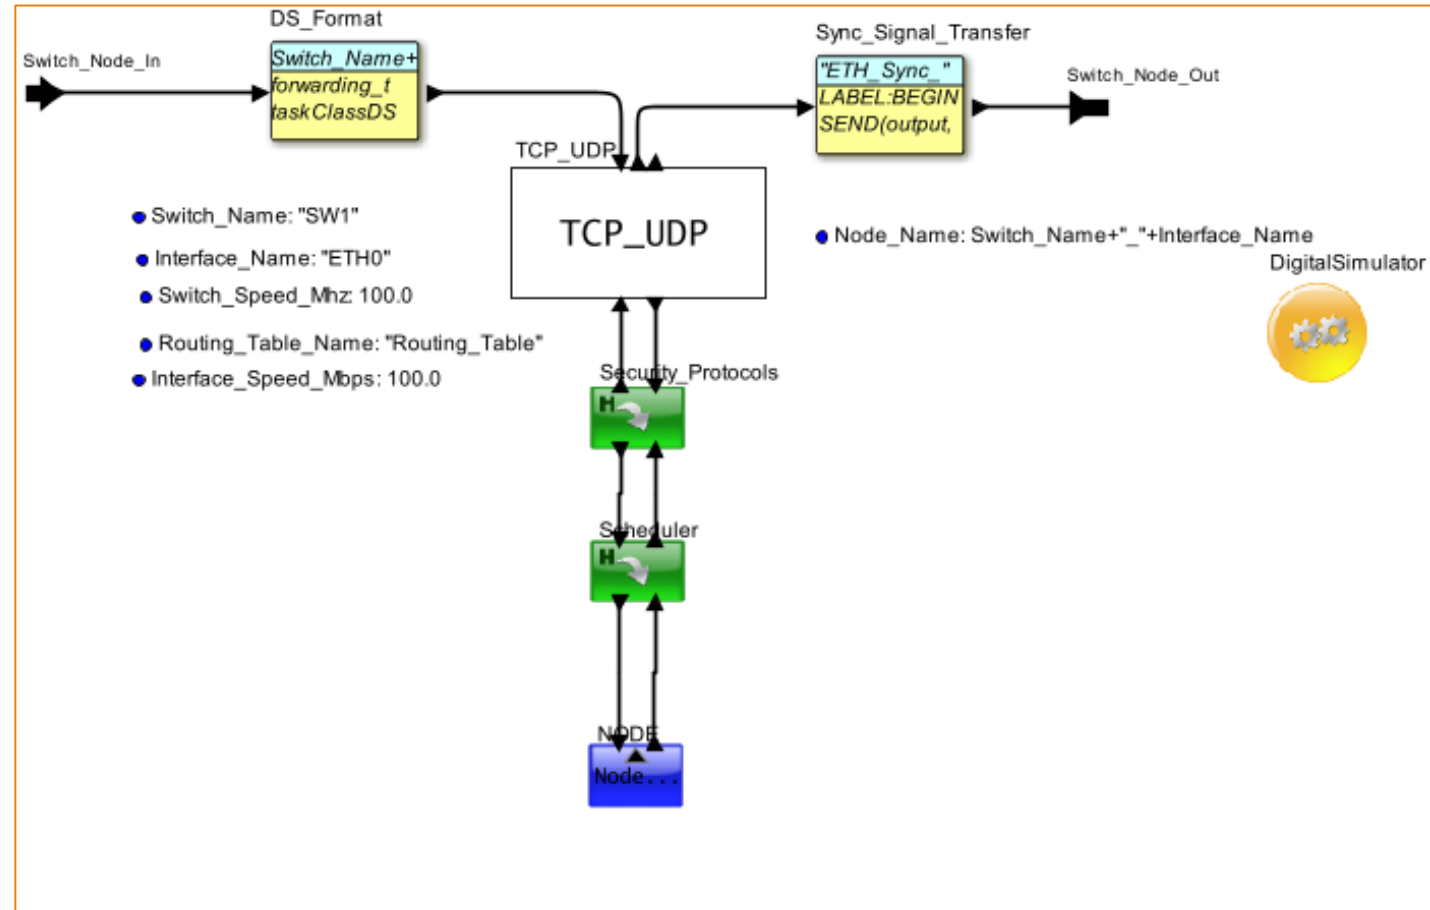 DS_Format
Sync_Signal_Transfer
Switch_Node_In
Switch_Name+
forwarding_t
taskClassDS
"ETH_Sync_"
LABEL:BEGIN
SEND(output,
Switch_Node_Out
TCP_UDP
TCP_UDP
Switch_Name: "SW1"
Interface_Name: "ETH0"
Switch_Speed_Mhz: 100.0
Routing_Table_Name: "Routing_Table"
Interface_Speed_Mbps: 100.0
Node_Name: Switch_Name+"_"+Interface_Name
DigitalSimulator
Security_Protocols
H
Scheduler
H
NODE
Node...